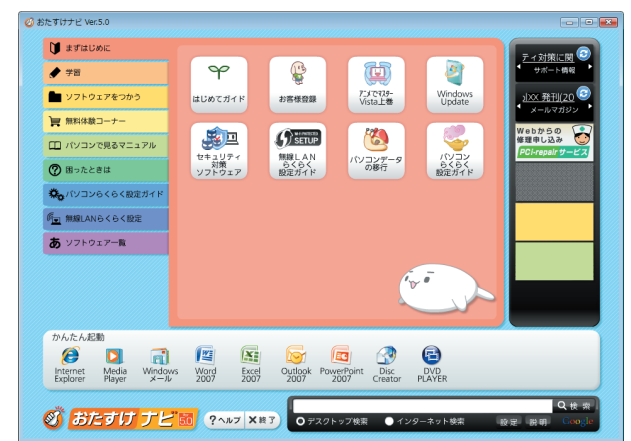 おたすけナビ Ver.5.0
まずはじめに
学習
ソフトウェアをつかう
無料体験コーナー
パソコンで見るマニュアル
困ったときは
パソコンらくらく設定ガイド
無線LANらくらく設定
あ ソフトウェア一覧
はじめてガイド
お客様登録
アニメでマスター
Vista上巻
Windows
Update
セキュリティ
対策
ソフトウェア
SETUP
無線LAN
らくらく
設定ガイド
パソコンデータ
の移行
パソコン
らくらく
設定ガイド
ティ対策に関
サポート情報
発刊(20
メールマガジン
Webからの
修理申し込み
PCI-repair サービス
かんたん起動
Internet
Explorer
Media
Player
Windows
メール
Word
2007
Excel
2007
Outlook
2007
PowerPoint
2007
Disc
Creator
DVD
PLAYER
おたすけナビ 5.0
? ヘルプ
× 終了
検索
デスクトップ検索
インターネット検索
設定
説明
Google